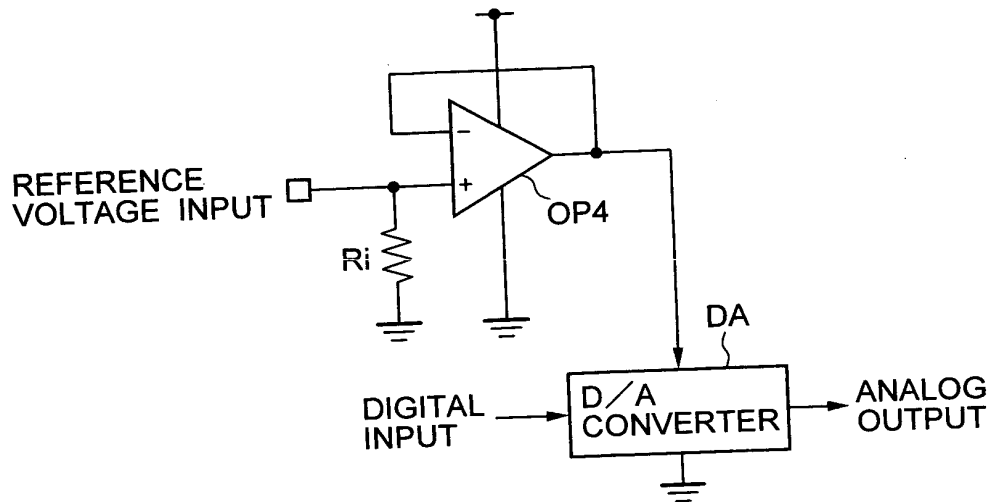 −
REFERENCE
VOLTAGE INPUT
+
OP4
Ri
DA
DIGITAL
INPUT
D/A
CONVERTER
ANALOG
OUTPUT